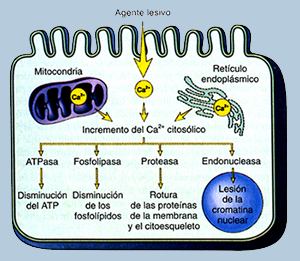 Agente lesivo
Mitocondria
Retículo
endoplásmico
Ca²⁺
Ca²⁺
Ca²⁺
Incremento del Ca²⁺ citosólico
ATPasa
Fosfolipasa
Proteasa
Endonucleasa
Disminución
del ATP
Disminución
de los
fosfolípidos
Rotura
de las proteínas
de la membrana
y el citoesqueleto
Lesión
de la
cromatina
nuclear